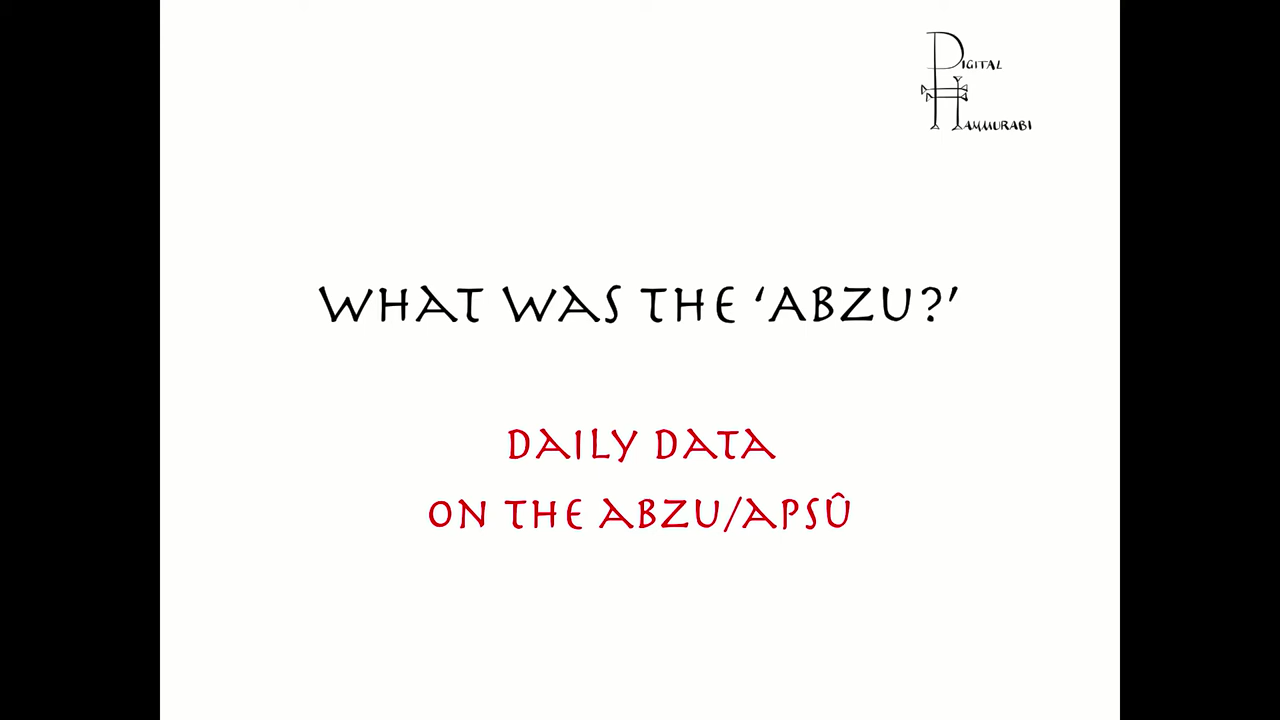 Digital
Hammurabi
What was the ‘Abzu?’
Daily Data
on the Abzu/Apsû